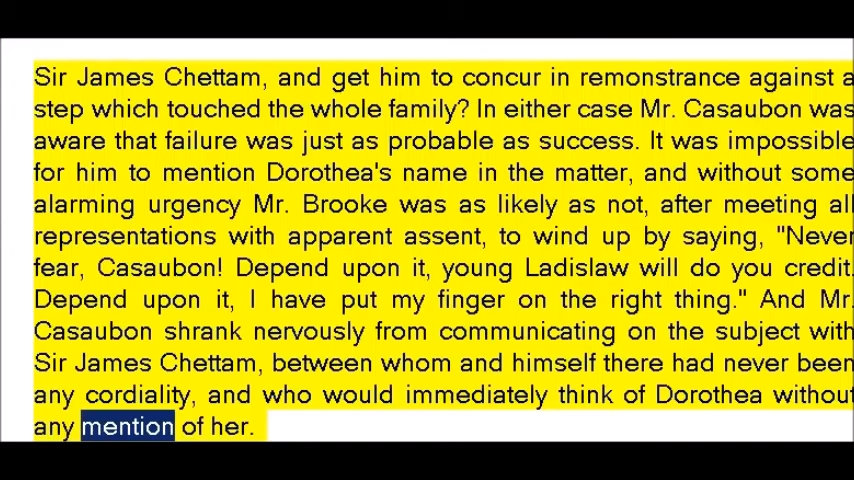 Sir James Chettam, and get him to concur in remonstrance against a
step which touched the whole family? In either case Mr. Casaubon was
aware that failure was just as probable as success. It was impossible
for him to mention Dorothea's name in the matter, and without some
alarming urgency Mr. Brooke was as likely as not, after meeting all
representations with apparent assent, to wind up by saying, "Never
fear, Casaubon! Depend upon it, young Ladislaw will do you credit.
Depend upon it, I have put my finger on the right thing." And Mr.
Casaubon shrank nervously from communicating on the subject with
Sir James Chettam, between whom and himself there had never been
any cordiality, and who would immediately think of Dorothea without
any mention of her.